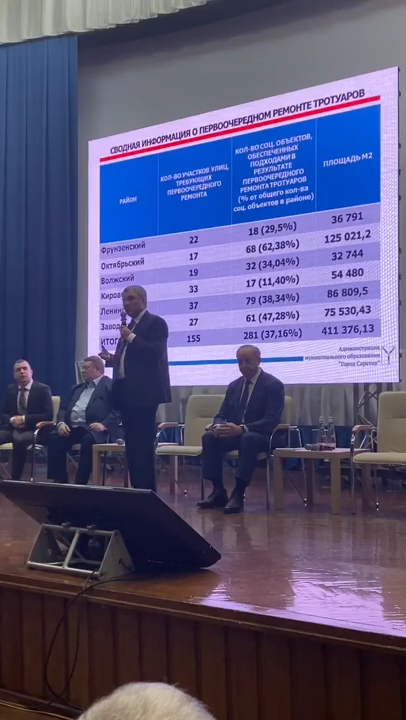 СВОДНАЯ ИНФОРМАЦИЯ О ПЕРВООЧЕРЕДНОМ РЕМОНТЕ ТРОТУАРОВ
РАЙОН
КОЛ-ВО УЧАСТКОВ УЛИЦ,
ТРЕБУЮЩИХ
ПЕРВООЧЕРЕДНОГО
РЕМОНТА
КОЛ-ВО СОЦ. ОБЪЕКТОВ,
ОБЕСПЕЧЕННЫХ
ПОДХОДАМИ В
РЕЗУЛЬТАТЕ
ПЕРВООЧЕРЕДНОГО
РЕМОНТА ТРОТУАРОВ
(% от общего кол-ва
соц. объектов в районе)
ПЛОЩАДЬ М2
Фрунзенский 22 18 (29,5%) 36 791
Октябрьский 17 68 (62,38%) 125 021,2
Завод 19 32 (34,04%) 32 744
Волжский 33 17 (11,40%) 54 480
Киров 37 79 (38,34%) 86 809,5
Ленин 27 61 (47,28%) 75 530,43
Завод 155 281 (37,16%) 411 376,13
ИТОГ
Администрация
муниципального образования
"Город Саратов"